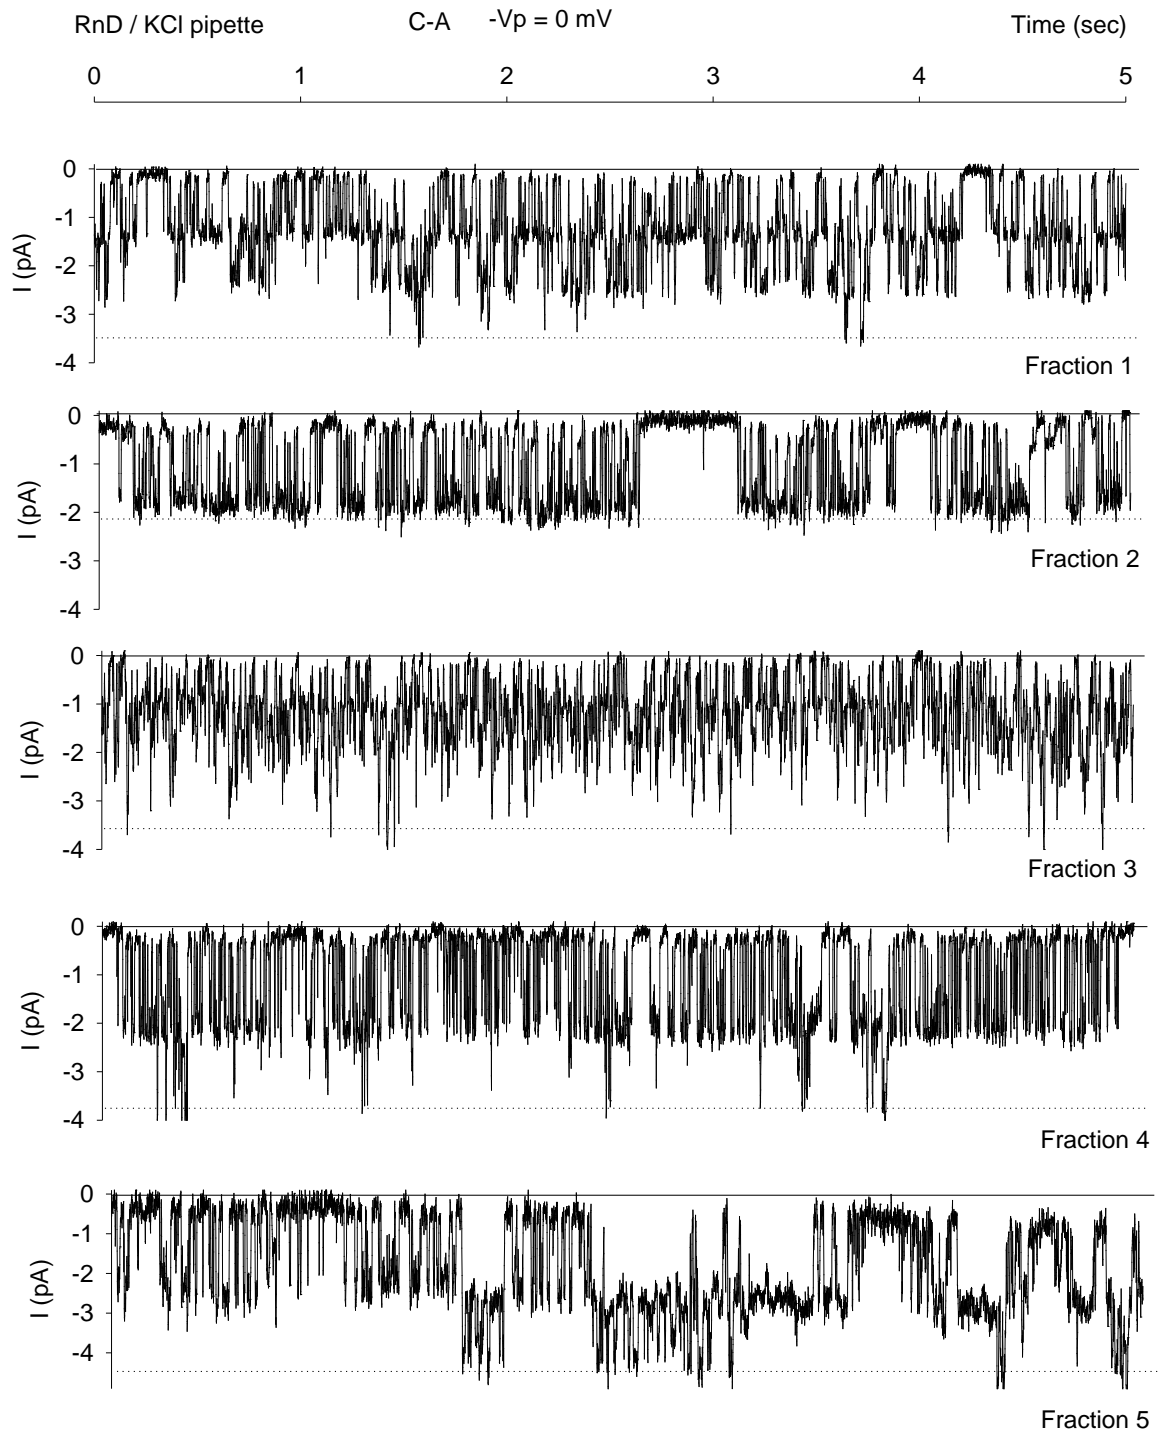 RnD / KCl pipette C-A -Vp = 0 mV Time (sec)
0 1 2 3 4 5
0
-1
-2
-3
-4
I (pA)
Fraction 1
0
-1
-2
-3
-4
I (pA)
Fraction 2
0
-1
-2
-3
-4
I (pA)
Fraction 3
0
-1
-2
-3
-4
I (pA)
Fraction 4
0
-1
-2
-3
-4
I (pA)
Fraction 5